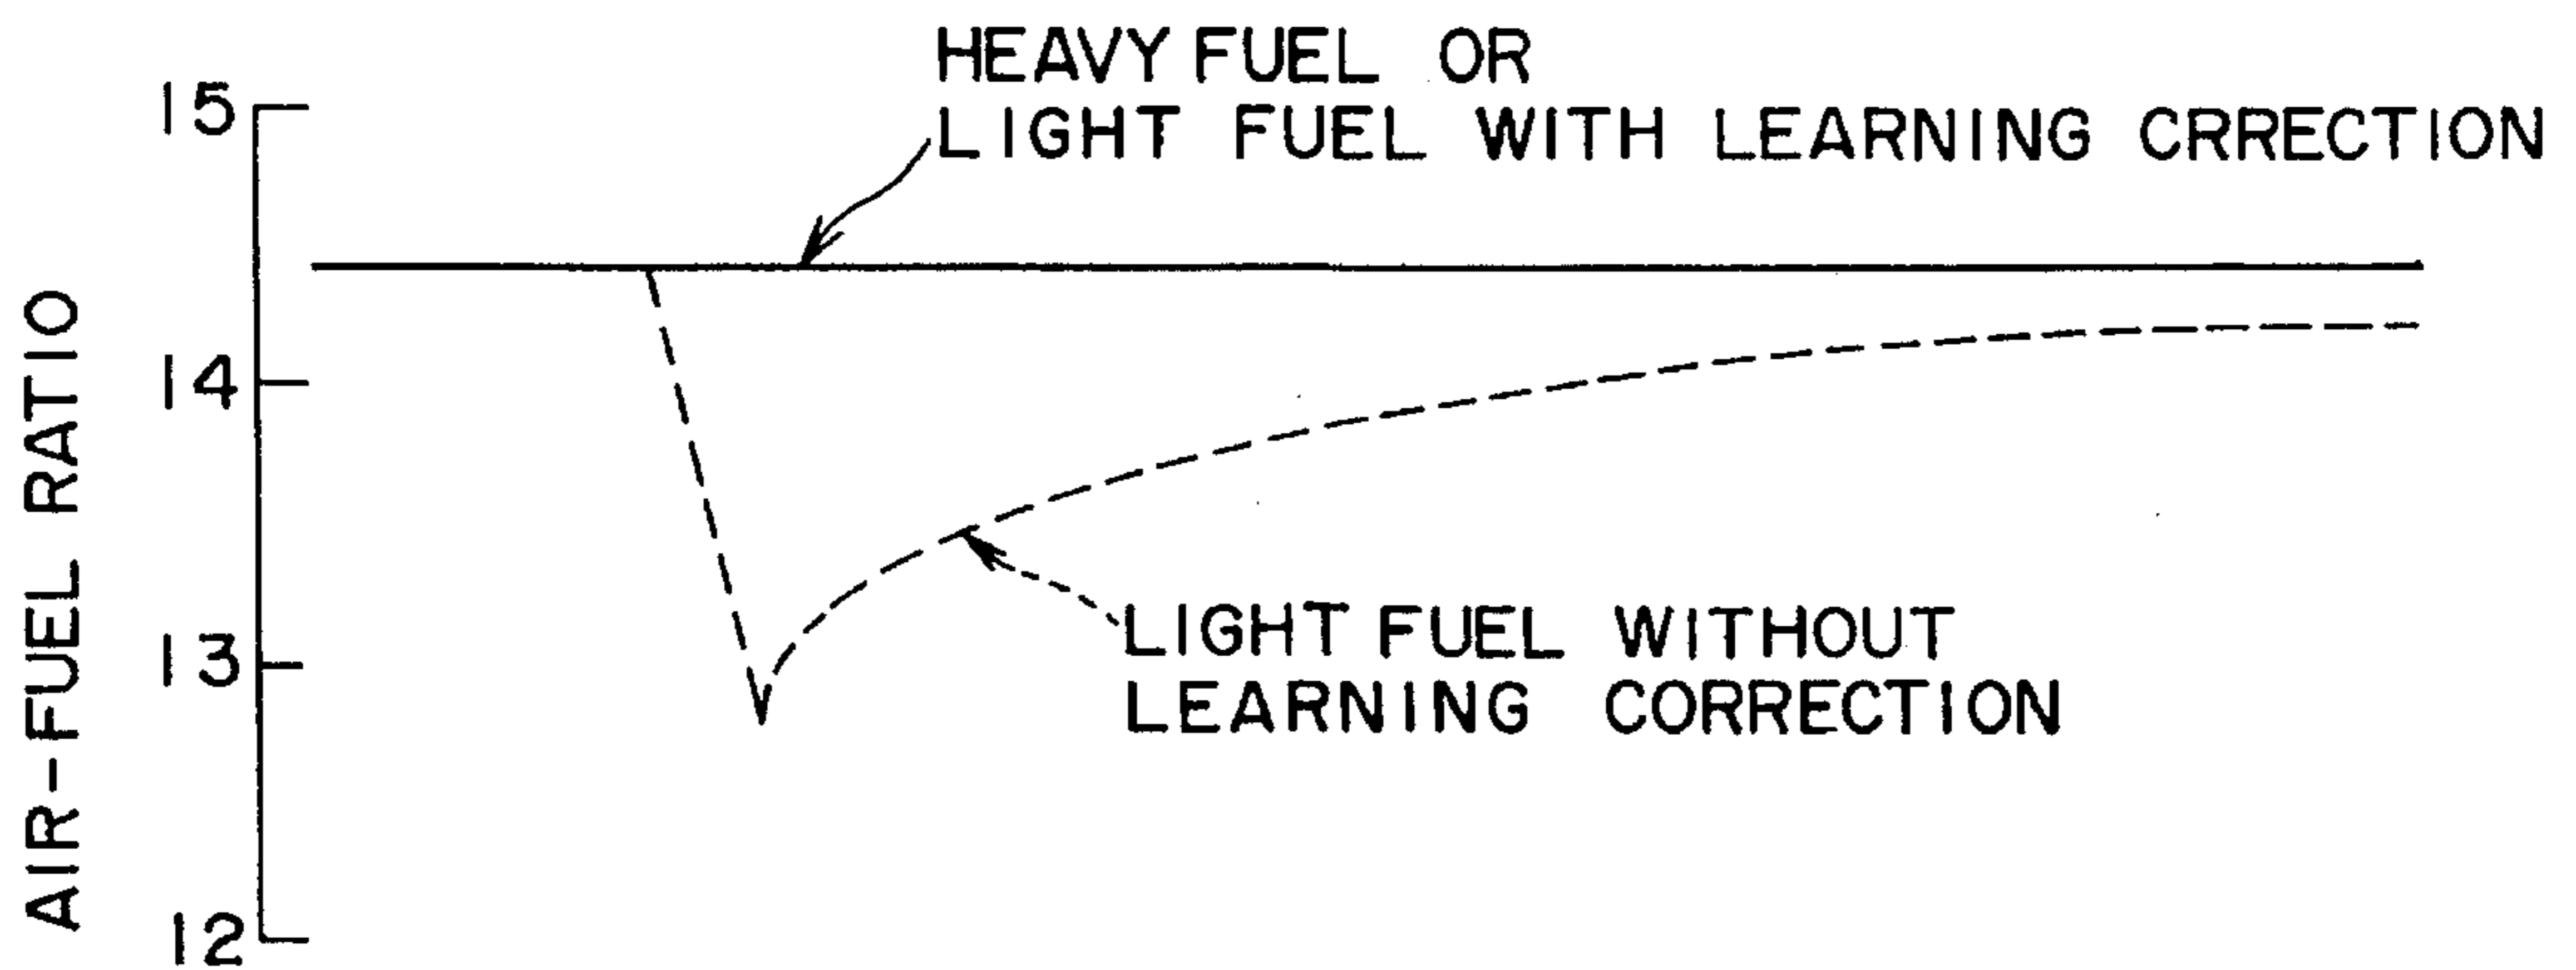 HEAVY FUEL OR
LIGHT FUEL WITH LEARNING CRRECTION
15
14
13
12
AIR-FUEL RATIO
LIGHT FUEL WITHOUT
LEARNING CORRECTION